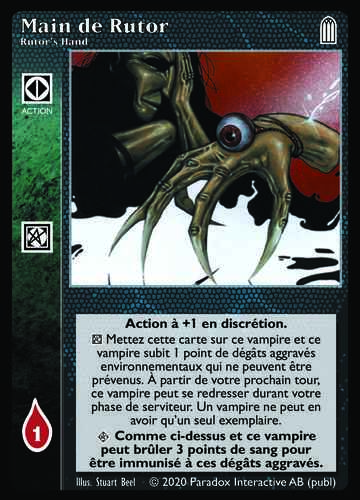 Main de Rutor
Rutor's Hand
ACTION
Action à +1 en discrétion.
Mettez cette carte sur ce vampire et ce
vampire subit 1 point de dégâts aggravés
environnementaux qui ne peuvent être
prévenus. À partir de votre prochain tour,
ce vampire peut se redresser durant votre
phase de serviteur. Un vampire ne peut en
avoir qu'un seul exemplaire.
Comme ci-dessus et ce vampire
peut brûler 3 points de sang pour
être immunisé à ces dégâts aggravés.
1
Illus. Stuart Beel · © 2020 Paradox Interactive AB (publ)